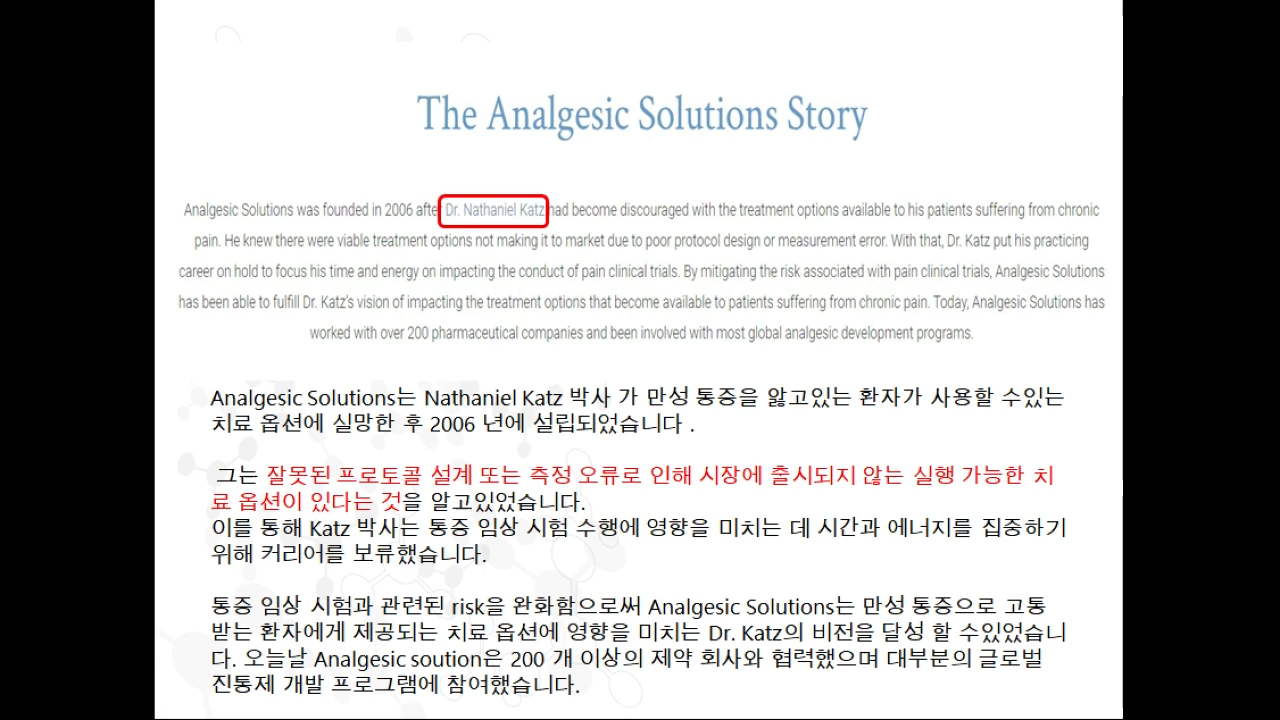 The Analgesic Solutions Story
Analgesic Solutions was founded in 2006 after Dr. Nathaniel Katz had become discouraged with the treatment options available to his patients suffering from chronic
pain. He knew there were viable treatment options not making it to market due to poor protocol design or measurement error. With that, Dr. Katz put his practicing
career on hold to focus his time and energy on impacting the conduct of pain clinical trials. By mitigating the risk associated with pain clinical trials, Analgesic Solutions
has been able to fulfill Dr. Katz's vision of impacting the treatment options that become available to patients suffering from chronic pain. Today, Analgesic Solutions has
worked with over 200 pharmaceutical companies and been involved with most global analgesic development programs.
Analgesic Solutions는 Nathaniel Katz 박사 가 만성 통증을 앓고있는 환자가 사용할 수있는
치료 옵션에 실망한 후 2006 년에 설립되었습니다 .
그는 잘못된 프로토콜 설계 또는 측정 오류로 인해 시장에 출시되지 않는 실행 가능한 치
료 옵션이 있다는 것을 알고있었습니다.
이를 통해 Katz 박사는 통증 임상 시험 수행에 영향을 미치는 데 시간과 에너지를 집중하기
위해 커리어를 보류했습니다.
통증 임상 시험과 관련된 risk을 완화함으로써 Analgesic Solutions는 만성 통증으로 고통
받는 환자에게 제공되는 치료 옵션에 영향을 미치는 Dr. Katz의 비전을 달성 할 수있었습니
다. 오늘날 Analgesic soution은 200 개 이상의 제약 회사와 협력했으며 대부분의 글로벌
진통제 개발 프로그램에 참여했습니다.